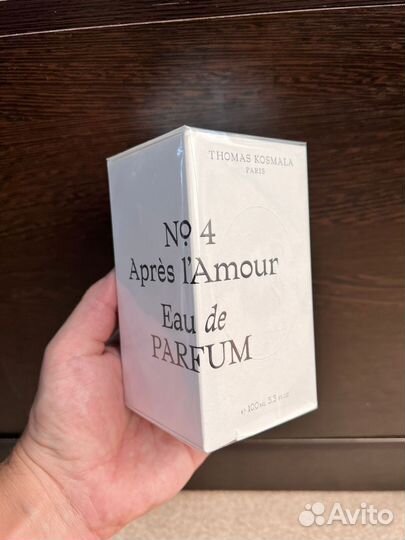 THOMAS KOSMALA
PARIS
No 4
Après l'Amour
Eau de
PARFUM
e 100 ML 3.3 FL.OZ
Avito